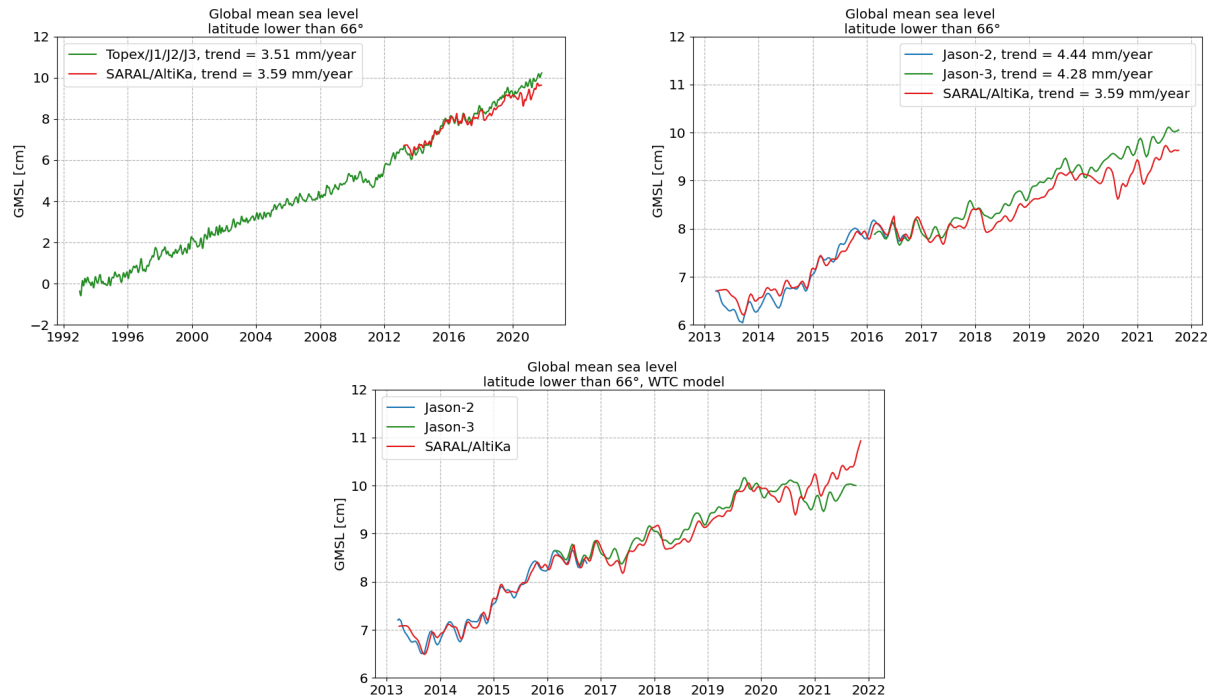 Global mean sea level
latitude lower than 66°
12
10
8
6
4
2
0
−2
GMSL [cm]
Topex/J1/J2/J3, trend = 3.51 mm/year
SARAL/AltiKa, trend = 3.59 mm/year
1992
1996
2000
2004
2008
2012
2016
2020
Global mean sea level
latitude lower than 66°
12
11
10
9
8
7
6
GMSL [cm]
Jason-2, trend = 4.44 mm/year
Jason-3, trend = 4.28 mm/year
SARAL/AltiKa, trend = 3.59 mm/year
2013
2014
2015
2016
2017
2018
2019
2020
2021
2022
Global mean sea level
latitude lower than 66°, WTC model
12
11
10
9
8
7
6
GMSL [cm]
Jason-2
Jason-3
SARAL/AltiKa
2013
2014
2015
2016
2017
2018
2019
2020
2021
2022